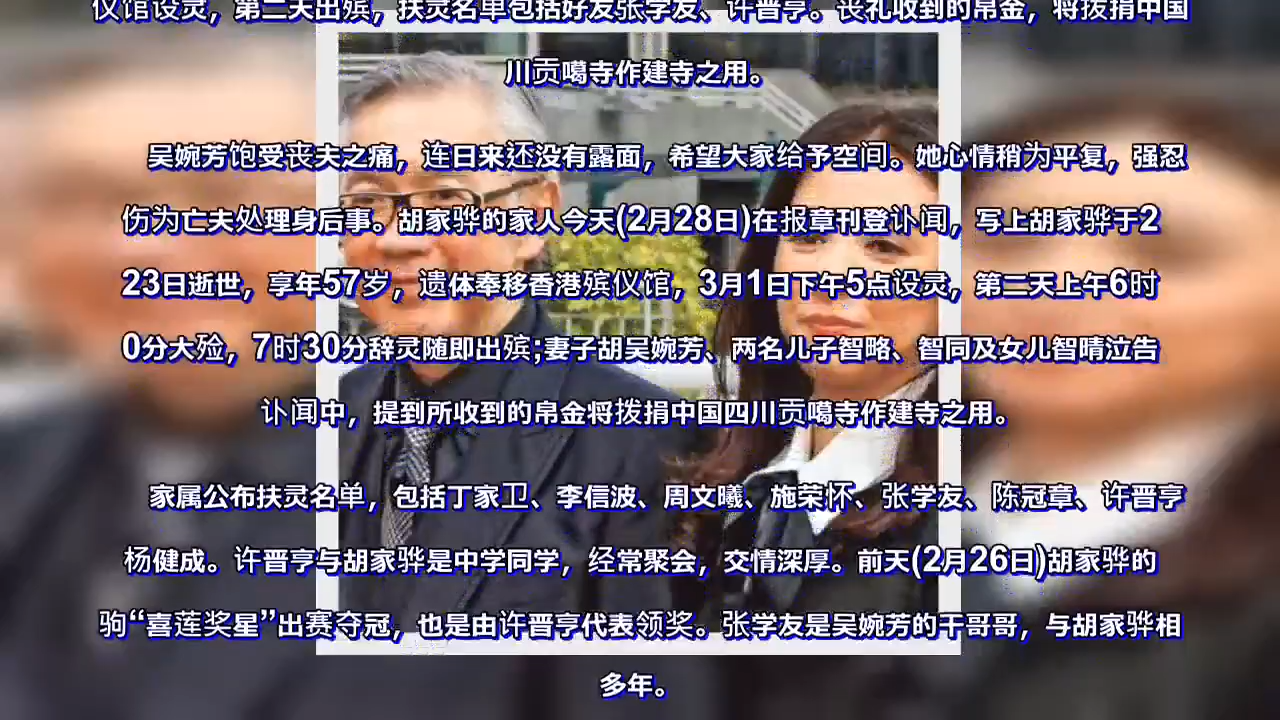 仪馆设灵，第二天出殡，扶灵名单包括好友张学友、许晋亨。丧礼收到的帛金，将拨捐中国
川贡噶寺作建寺之用。
吴婉芳饱受丧夫之痛，连日来还没有露面，希望大家给予空间。她心情稍为平复，强忍
伤为亡夫处理身后事。胡家骅的家人今天(2月28日)在报章刊登讣闻，写上胡家骅于2
23日逝世，享年57岁，遗体奉移香港殡仪馆，3月1日下午5点设灵，第二天上午6时
0分大殓，7时30分辞灵随即出殡;妻子胡吴婉芳、两名儿子智略、智同及女儿智晴泣告
讣闻中，提到所收到的帛金将拨捐中国四川贡噶寺作建寺之用。
家属公布扶灵名单，包括丁家卫、李信波、周文曦、施荣怀、张学友、陈冠章、许晋亨
杨健成。许晋亨与胡家骅是中学同学，经常聚会，交情深厚。前天(2月26日)胡家骅的
驹“喜莲奖星”出赛夺冠，也是由许晋亨代表领奖。张学友是吴婉芳的干哥哥，与胡家骅相
多年。